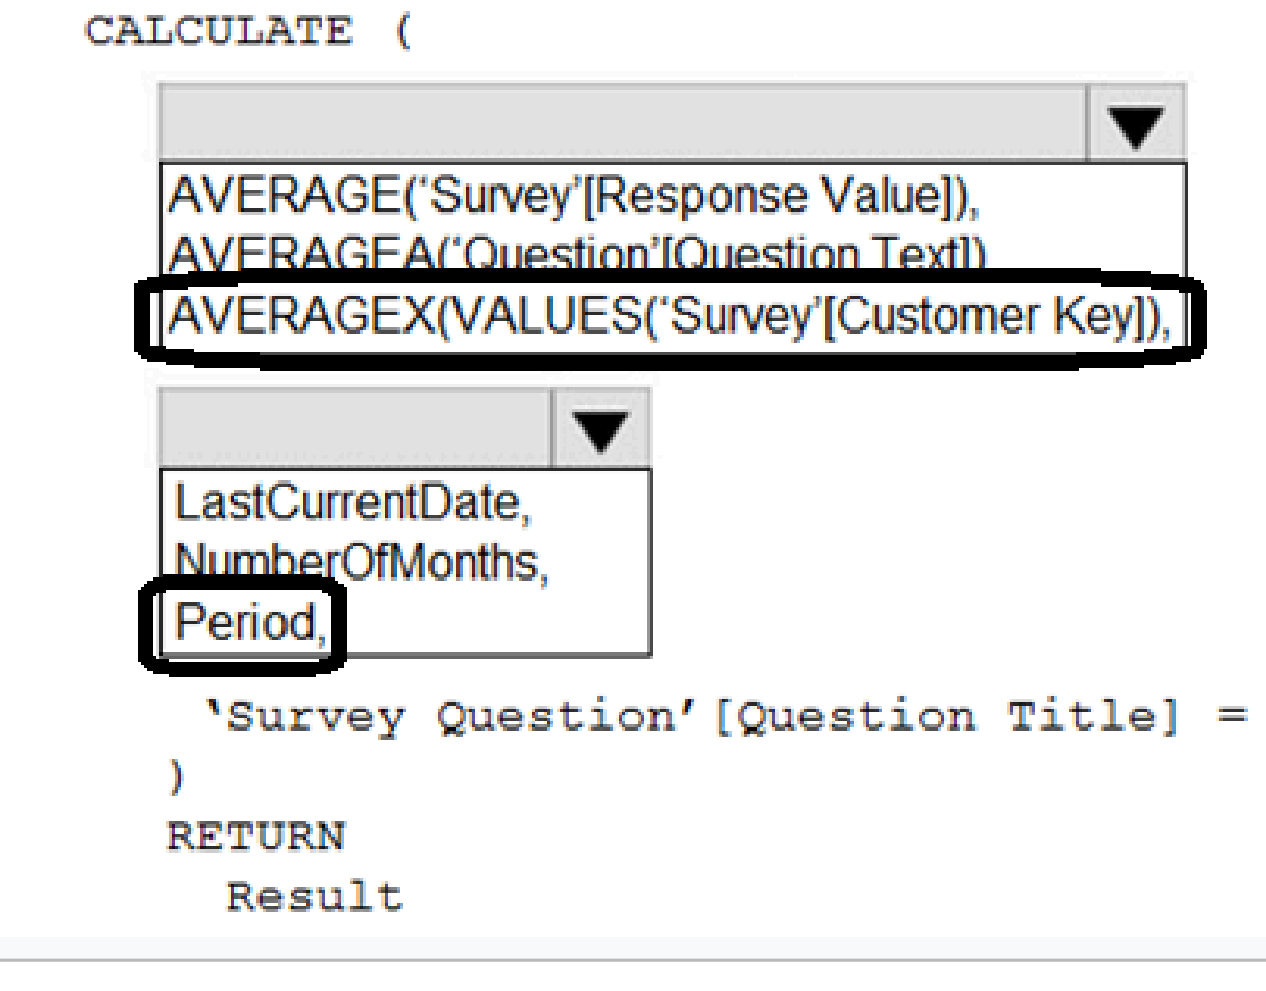 CALCULATE (
AVERAGE(‘Survey’[Response Value]),
AVERAGEA(‘Question’[Question Text])
AVERAGEX(VALUES(‘Survey’[Customer Key]),
LastCurrentDate,
NumberOfMonths,
Period,
‘Survey Question’[Question Title] =
)
RETURN
Result